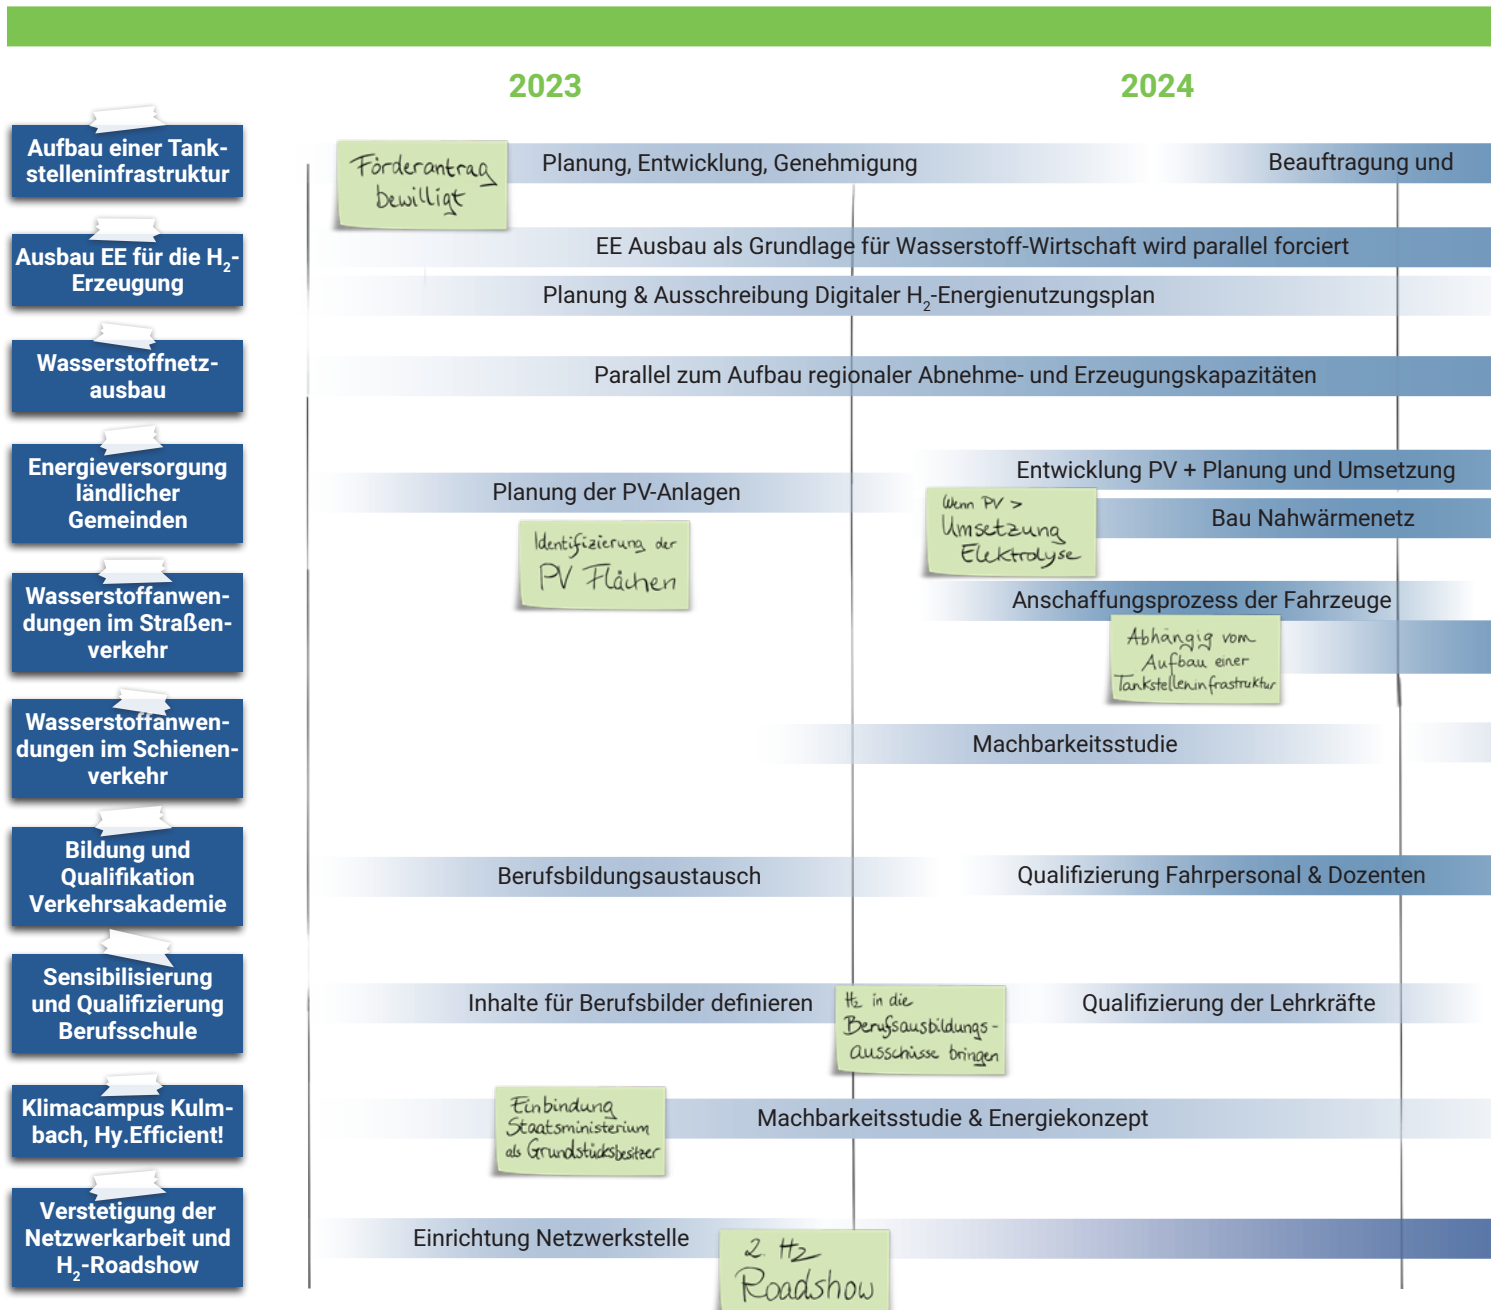 2023
2024
Aufbau einer Tank-
stelleninfrastruktur
Förderantrag
bewilligt
Planung, Entwicklung, Genehmigung
Beauftragung und
Ausbau EE für die H₂-
Erzeugung
EE Ausbau als Grundlage für Wasserstoff-Wirtschaft wird parallel forciert
Planung & Ausschreibung Digitaler H₂-Energienutzungsplan
Wasserstoffnetz-
ausbau
Parallel zum Aufbau regionaler Abnehme- und Erzeugungskapazitäten
Energieversorgung
ländlicher
Gemeinden
Planung der PV-Anlagen
Identifizierung der
PV Flächen
Entwicklung PV + Planung und Umsetzung
Wenn PV >
Umsetzung
Elektrolyse
Bau Nahwärmenetz
Wasserstoffanwen-
dungen im Straßen-
verkehr
Anschaffungsprozess der Fahrzeuge
Abhängig vom
Aufbau einer
Tankstelleninfrastruktur
Wasserstoffanwen-
dungen im Schienen-
verkehr
Machbarkeitsstudie
Bildung und
Qualifikation
Verkehrsakademie
Berufsbildungsaustausch
Qualifizierung Fahrpersonal & Dozenten
Sensibilisierung
und Qualifizierung
Berufsschule
Inhalte für Berufsbilder definieren
H₂ in die
Berufsausbildungs-
ausschüsse bringen
Qualifizierung der Lehrkräfte
Klimacampus Kulm-
bach, Hy.Efficient!
Einbindung
Staatsministerium
als Grundstücksbesitzer
Machbarkeitsstudie & Energiekonzept
Verstetigung der
Netzwerkarbeit und
H₂-Roadshow
Einrichtung Netzwerkstelle
2. H₂
Roadshow